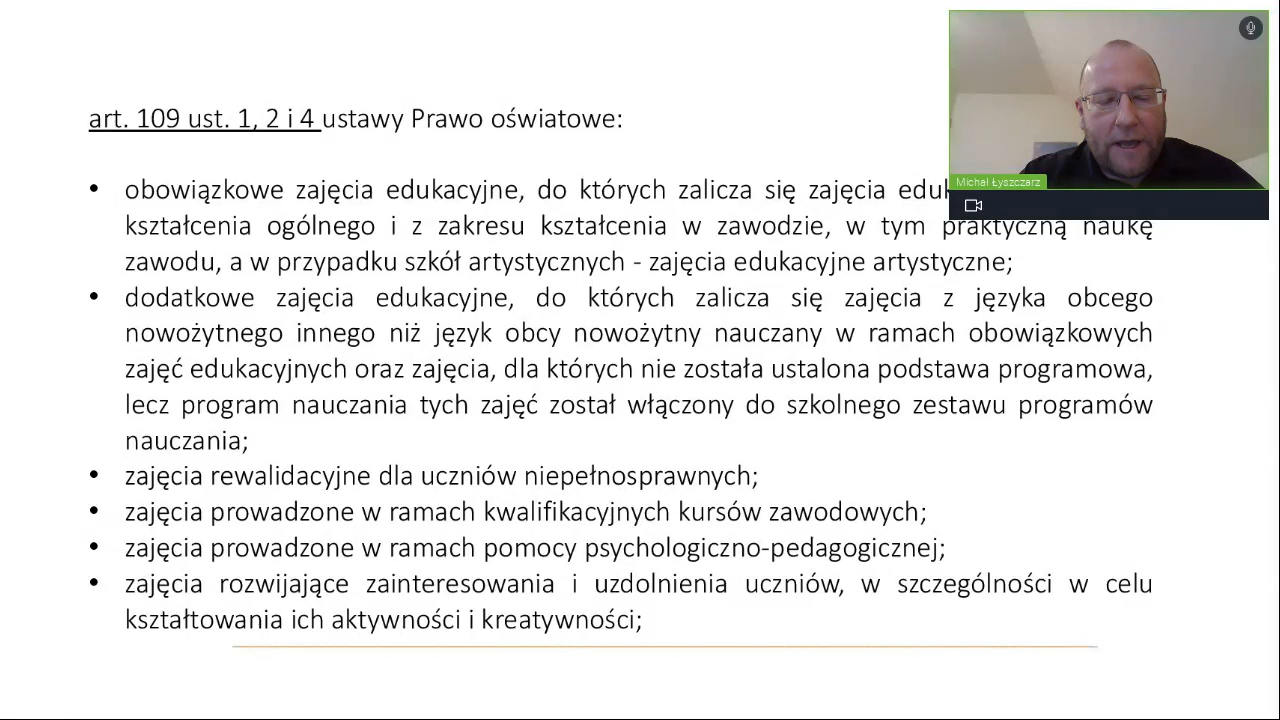 art. 109 ust. 1, 2 i 4 ustawy Prawo oświatowe:
• obowiązkowe zajęcia edukacyjne, do których zalicza się zajęcia
kształcenia ogólnego i z zakresu kształcenia w zawodzie, w tym praktyczną naukę
zawodu, a w przypadku szkół artystycznych - zajęcia edukacyjne artystyczne;
• dodatkowe zajęcia edukacyjne, do których zalicza się zajęcia z języka obcego
nowożytnego innego niż język obcy nowożytny nauczany w ramach obowiązkowych
zajęć edukacyjnych oraz zajęcia, dla których nie została ustalona podstawa programowa,
lecz program nauczania tych zajęć został włączony do szkolnego zestawu programów
nauczania;
• zajęcia rewalidacyjne dla uczniów niepełnosprawnych;
• zajęcia prowadzone w ramach kwalifikacyjnych kursów zawodowych;
• zajęcia prowadzone w ramach pomocy psychologiczno-pedagogicznej;
• zajęcia rozwijające zainteresowania i uzdolnienia uczniów, w szczególności w celu
kształtowania ich aktywności i kreatywności;
Michał Łyszczarz